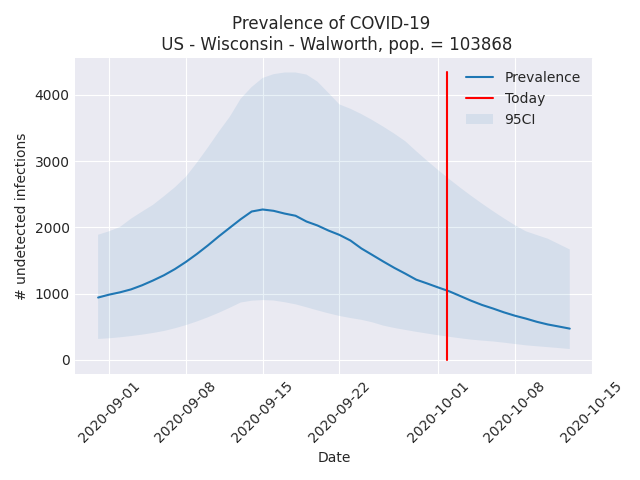 Prevalence of COVID-19
US - Wisconsin - Walworth, pop. = 103868
Prevalence
Today
95CI
# undetected infections
4000
3000
2000
1000
0
2020-09-01
2020-09-08
2020-09-15
2020-09-22
2020-10-01
2020-10-08
2020-10-15
Date